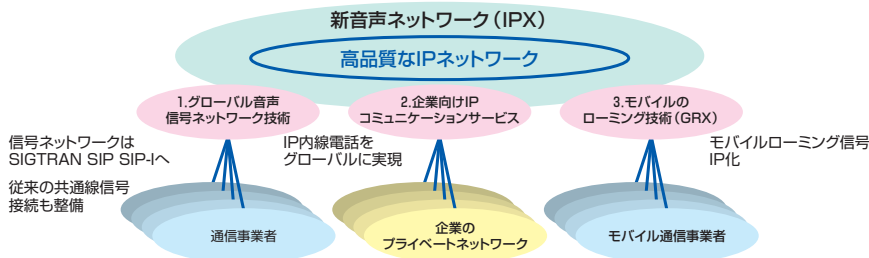 新音声ネットワーク(IPX)
高品質なIPネットワーク
1.グローバル音声
信号ネットワーク技術
2.企業向けIP
コミュニケーションサービス
3.モバイルの
ローミング技術(GRX)
信号ネットワークは
SIGTRAN SIP SIP-Iへ
従来の共通線信号
接続も整備
IP内線電話を
グローバルに実現
モバイルローミング信号
IP化
通信事業者
企業の
プライベートネットワーク
モバイル通信事業者